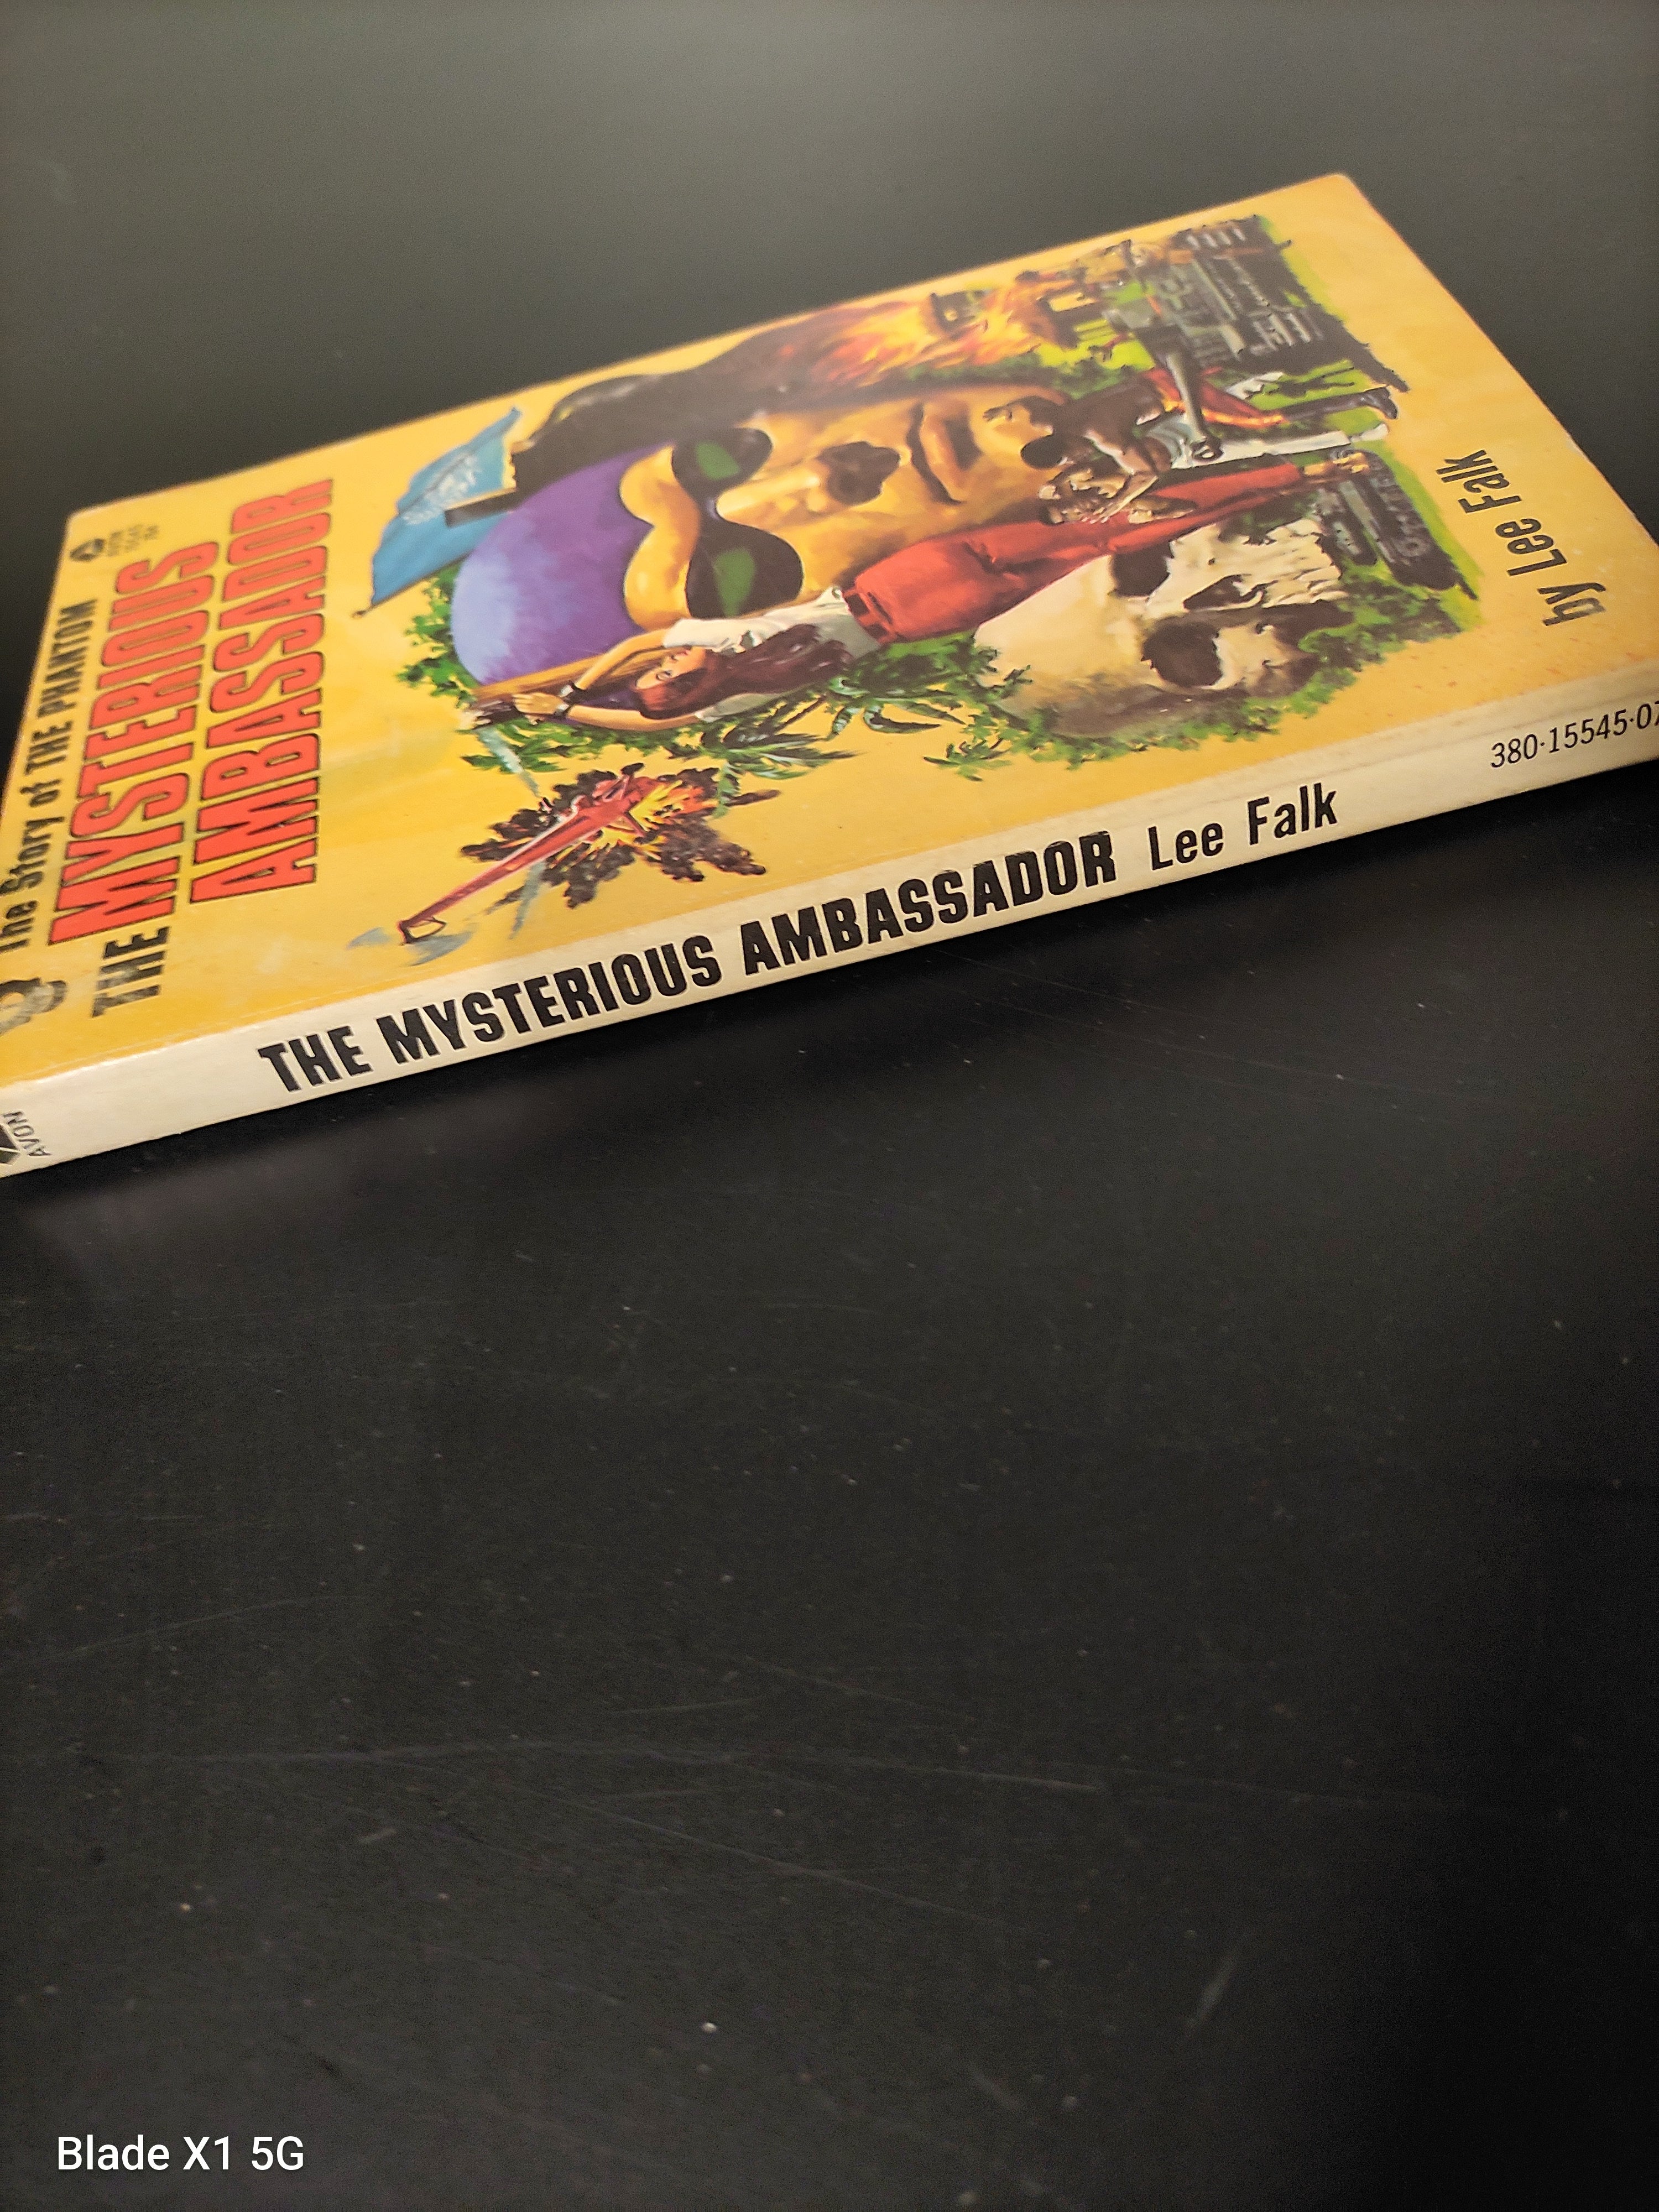 The Story of THE PHANTOM
THE MYSTERIOUS
AMBASSADOR
by Lee Falk
AVON
THE MYSTERIOUS AMBASSADOR Lee Falk
380·15545·07
Blade X1 5G